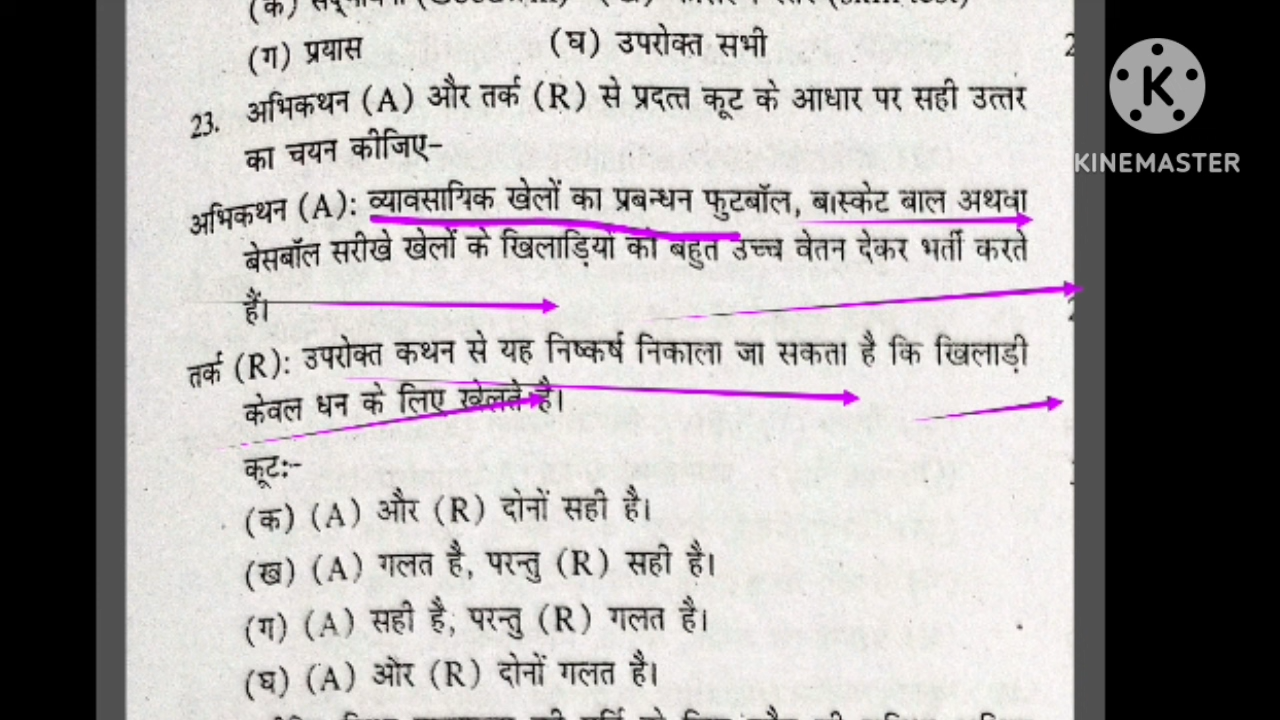 (ग) प्रयास (घ) उपरोक्त सभी
23. अभिकथन (A) और तर्क (R) से प्रदत्त कूट के आधार पर सही उत्तर
का चयन कीजिए-
अभिकथन (A): व्यावसायिक खेलों का प्रबन्धन फुटबॉल, बास्केट बाल अथवा
बेसबॉल सरीखे खेलों के खिलाड़ियों को बहुत उच्च वेतन देकर भर्ती करते
हैं।
तर्क (R): उपरोक्त कथन से यह निष्कर्ष निकाला जा सकता है कि खिलाड़ी
केवल धन के लिए खेलते है।
कूट:-
(क) (A) और (R) दोनों सही है।
(ख) (A) गलत है, परन्तु (R) सही है।
(ग) (A) सही है, परन्तु (R) गलत है।
(घ) (A) ओर (R) दोनों गलत है।
KINEMASTER